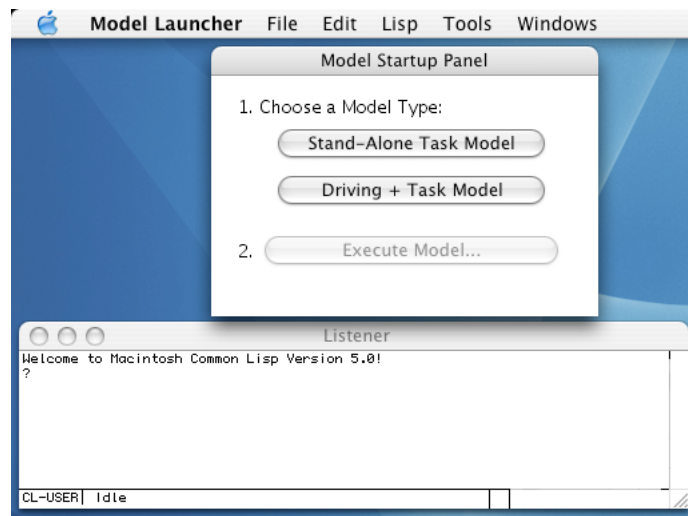 Model Launcher File Edit Lisp Tools Windows
Model Startup Panel
1. Choose a Model Type:
Stand-Alone Task Model
Driving + Task Model
2. Execute Model...
Listener
Welcome to Macintosh Common Lisp Version 5.0!
?
CL-USER Idle